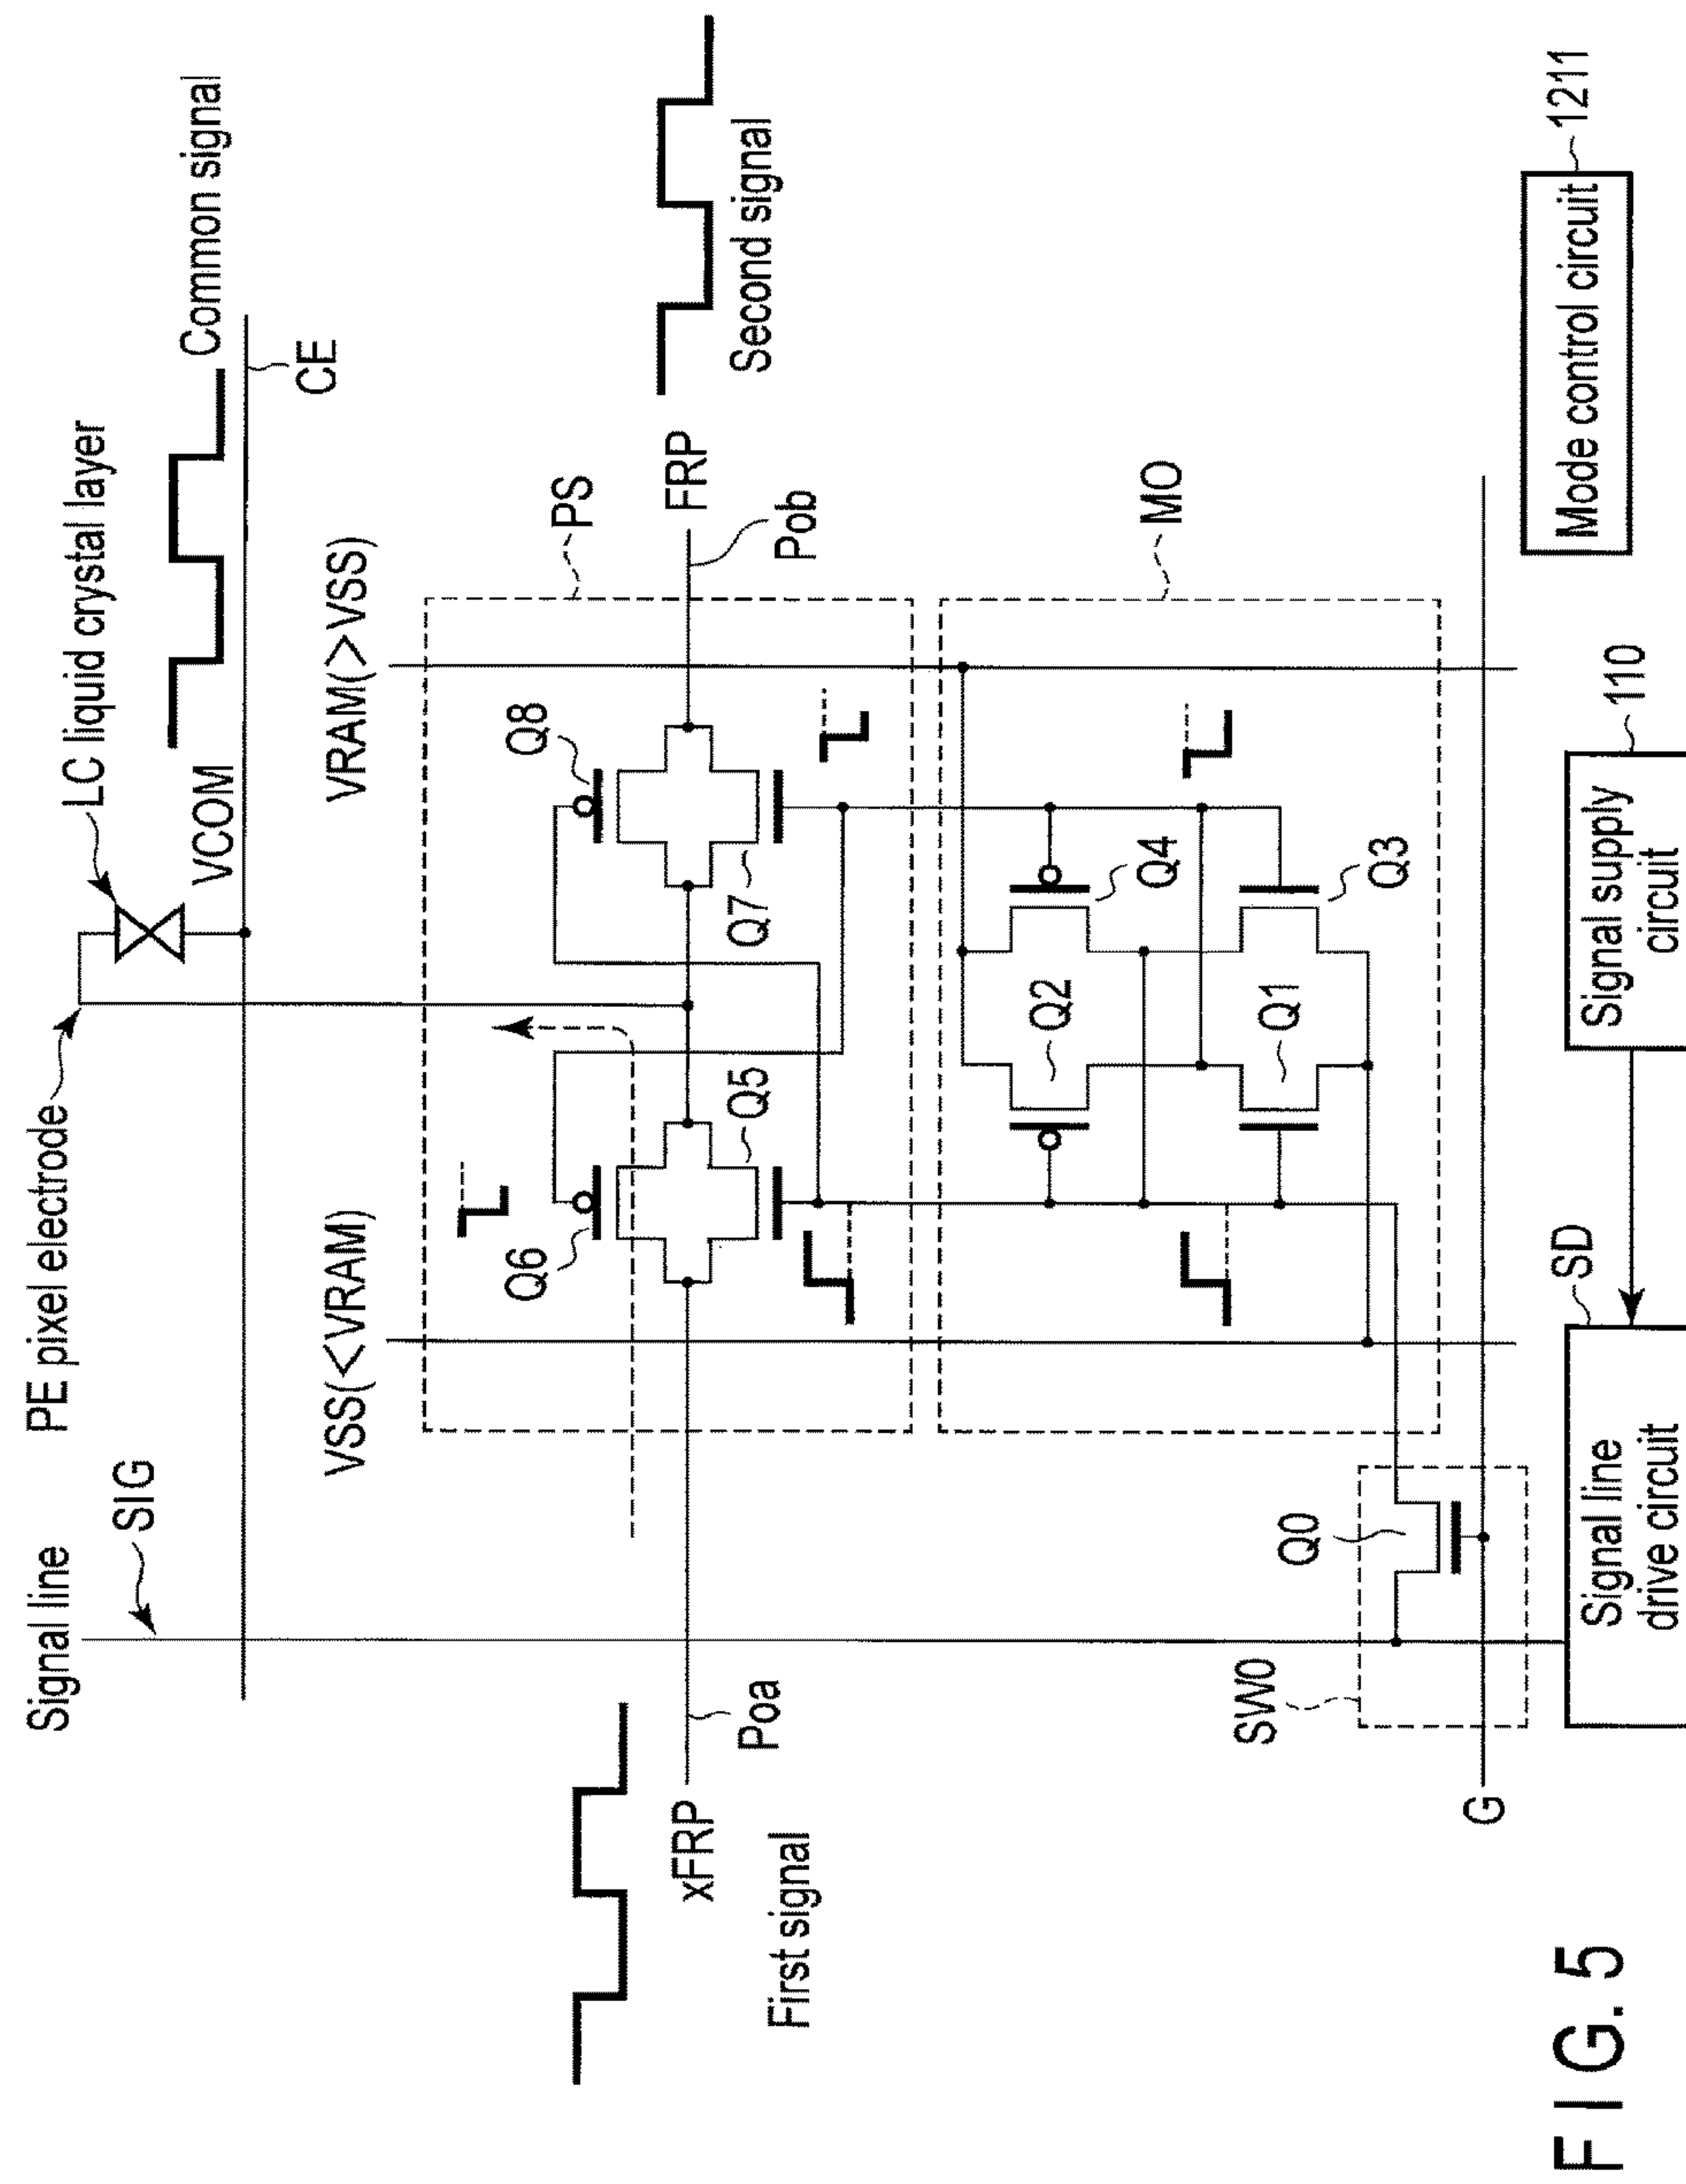 Signal line
SIG
PE pixel electrode
LC liquid crystal layer
Common signal
VCOM
CE
VSS(<VRAM)
VRAM(>VSS)
PS
Q6
Q8
Q5
Q7
xFRP
Poa
First signal
FRP
Pob
Second signal
MO
Q2
Q4
Q1
Q3
SW0
Q0
G
Signal line
drive circuit
SD
Signal supply
circuit
110
Mode control circuit
1211
FIG. 5